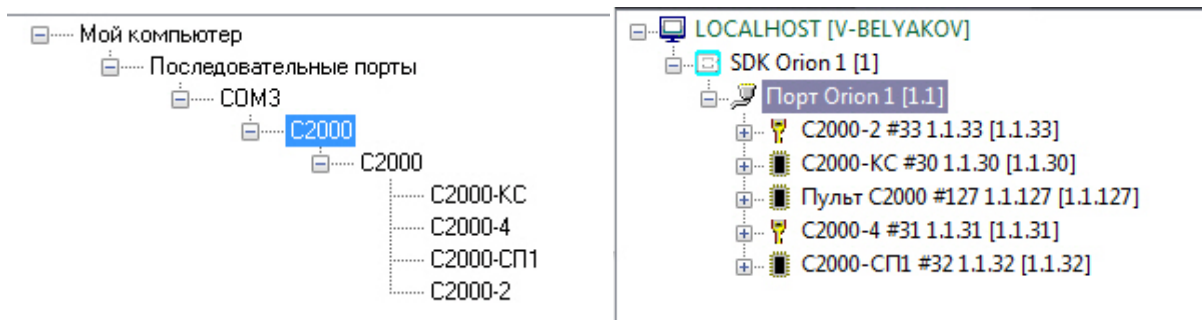 Мой компьютер
Последовательные порты
COM3
С2000
С2000
С2000-КС
С2000-4
С2000-СП1
С2000-2
LOCALHOST [V-BELYAKOV]
SDK Orion 1 [1]
Порт Orion 1 [1.1]
С2000-2 #33 1.1.33 [1.1.33]
С2000-КС #30 1.1.30 [1.1.30]
Пульт С2000 #127 1.1.127 [1.1.127]
С2000-4 #31 1.1.31 [1.1.31]
С2000-СП1 #32 1.1.32 [1.1.32]